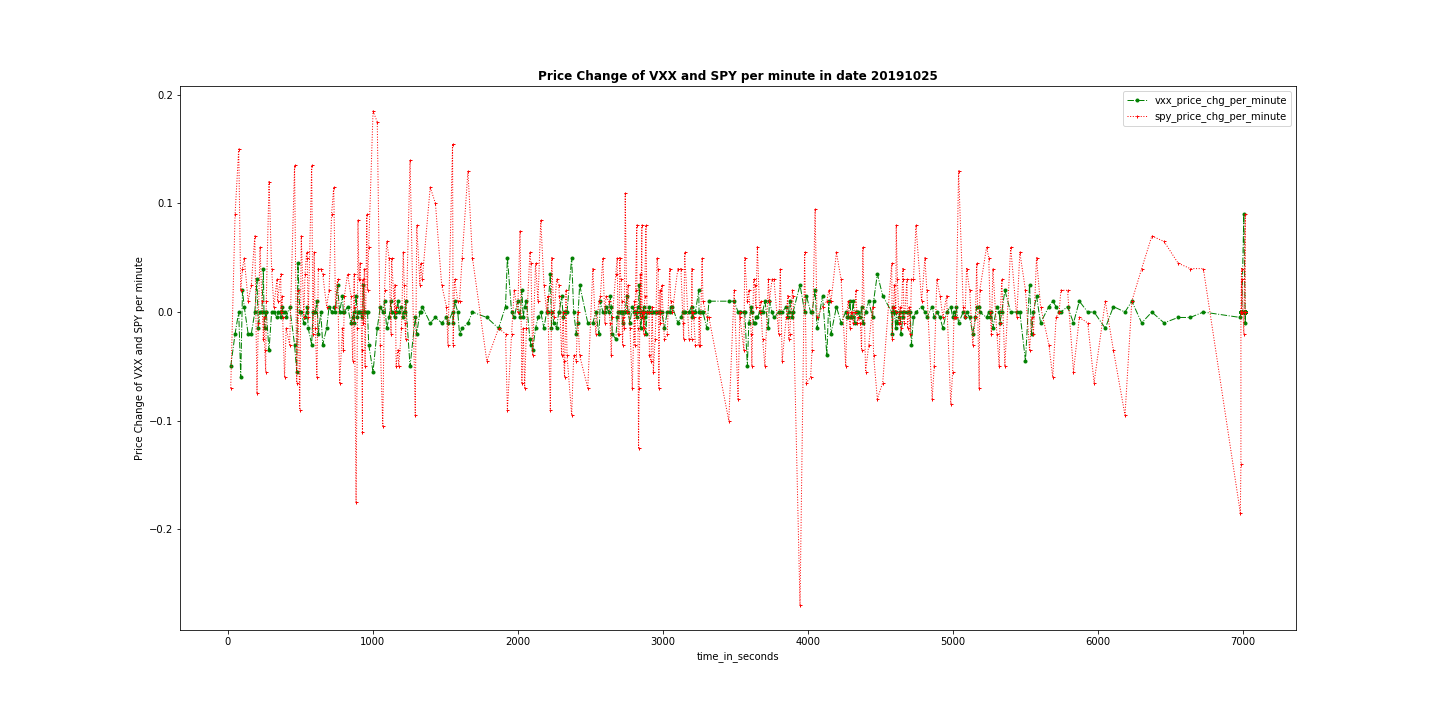 Price Change of VXX and SPY per minute in date 20191025
vxx_price_chg_per_minute
spy_price_chg_per_minute
Price Change of VXX and SPY per minute
0.2
0.1
0.0
−0.1
−0.2
0 1000 2000 3000 4000 5000 6000 7000
time_in_seconds